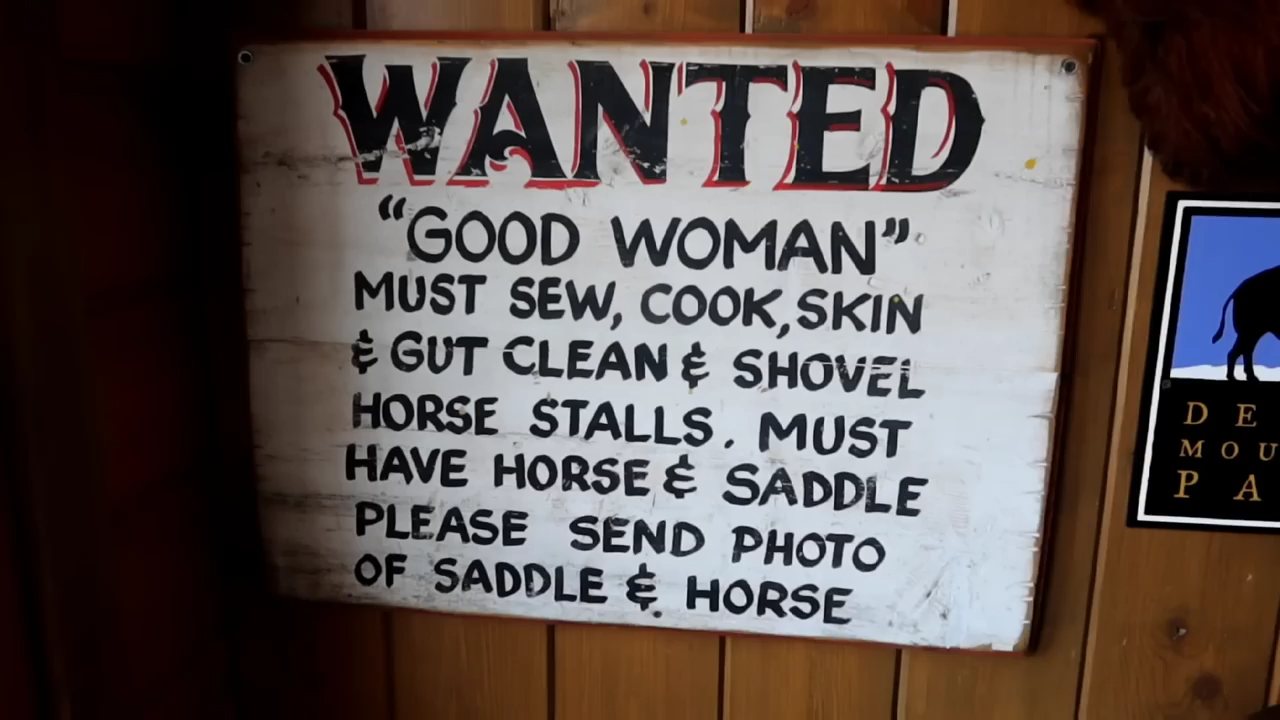 WANTED
“GOOD WOMAN”
MUST SEW, COOK, SKIN
& GUT CLEAN & SHOVEL
HORSE STALLS. MUST
HAVE HORSE & SADDLE
PLEASE SEND PHOTO
OF SADDLE & HORSE